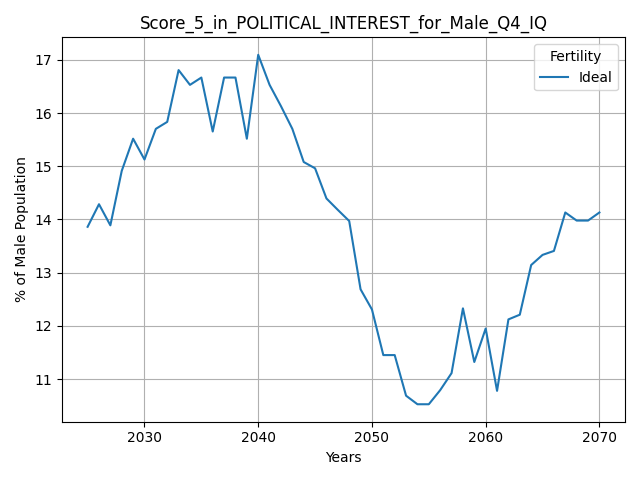 Score_5_in_POLITICAL_INTEREST_for_Male_Q4_IQ
Fertility
Ideal
% of Male Population
17
16
15
14
13
12
11
2030 2040 2050 2060 2070
Years